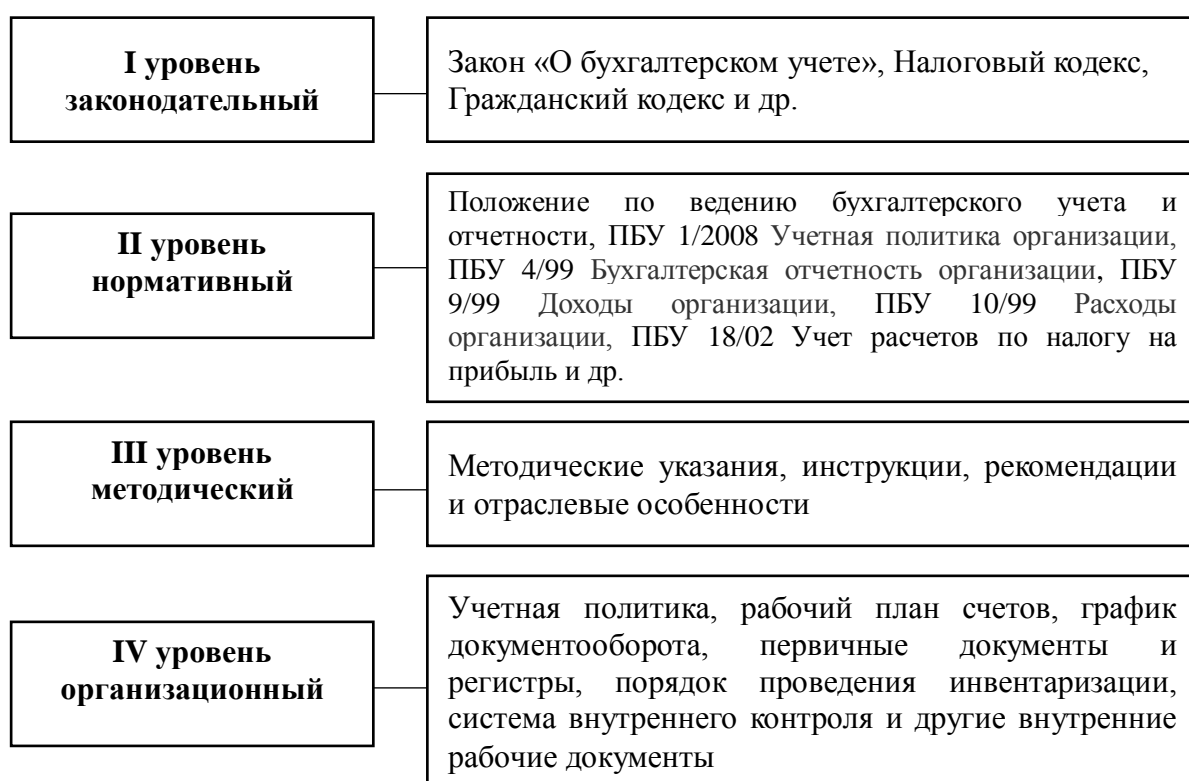 I уровень
законодательный
Закон «О бухгалтерском учете», Налоговый кодекс,
Гражданский кодекс и др.
II уровень
нормативный
Положение по ведению бухгалтерского учета и
отчетности, ПБУ 1/2008 Учетная политика организации,
ПБУ 4/99 Бухгалтерская отчетность организации, ПБУ
9/99 Доходы организации, ПБУ 10/99 Расходы
организации, ПБУ 18/02 Учет расчетов по налогу на
прибыль и др.
III уровень
методический
Методические указания, инструкции, рекомендации
и отраслевые особенности
IV уровень
организационный
Учетная политика, рабочий план счетов, график
документооборота, первичные документы и
регистры, порядок проведения инвентаризации,
система внутреннего контроля и другие внутренние
рабочие документы